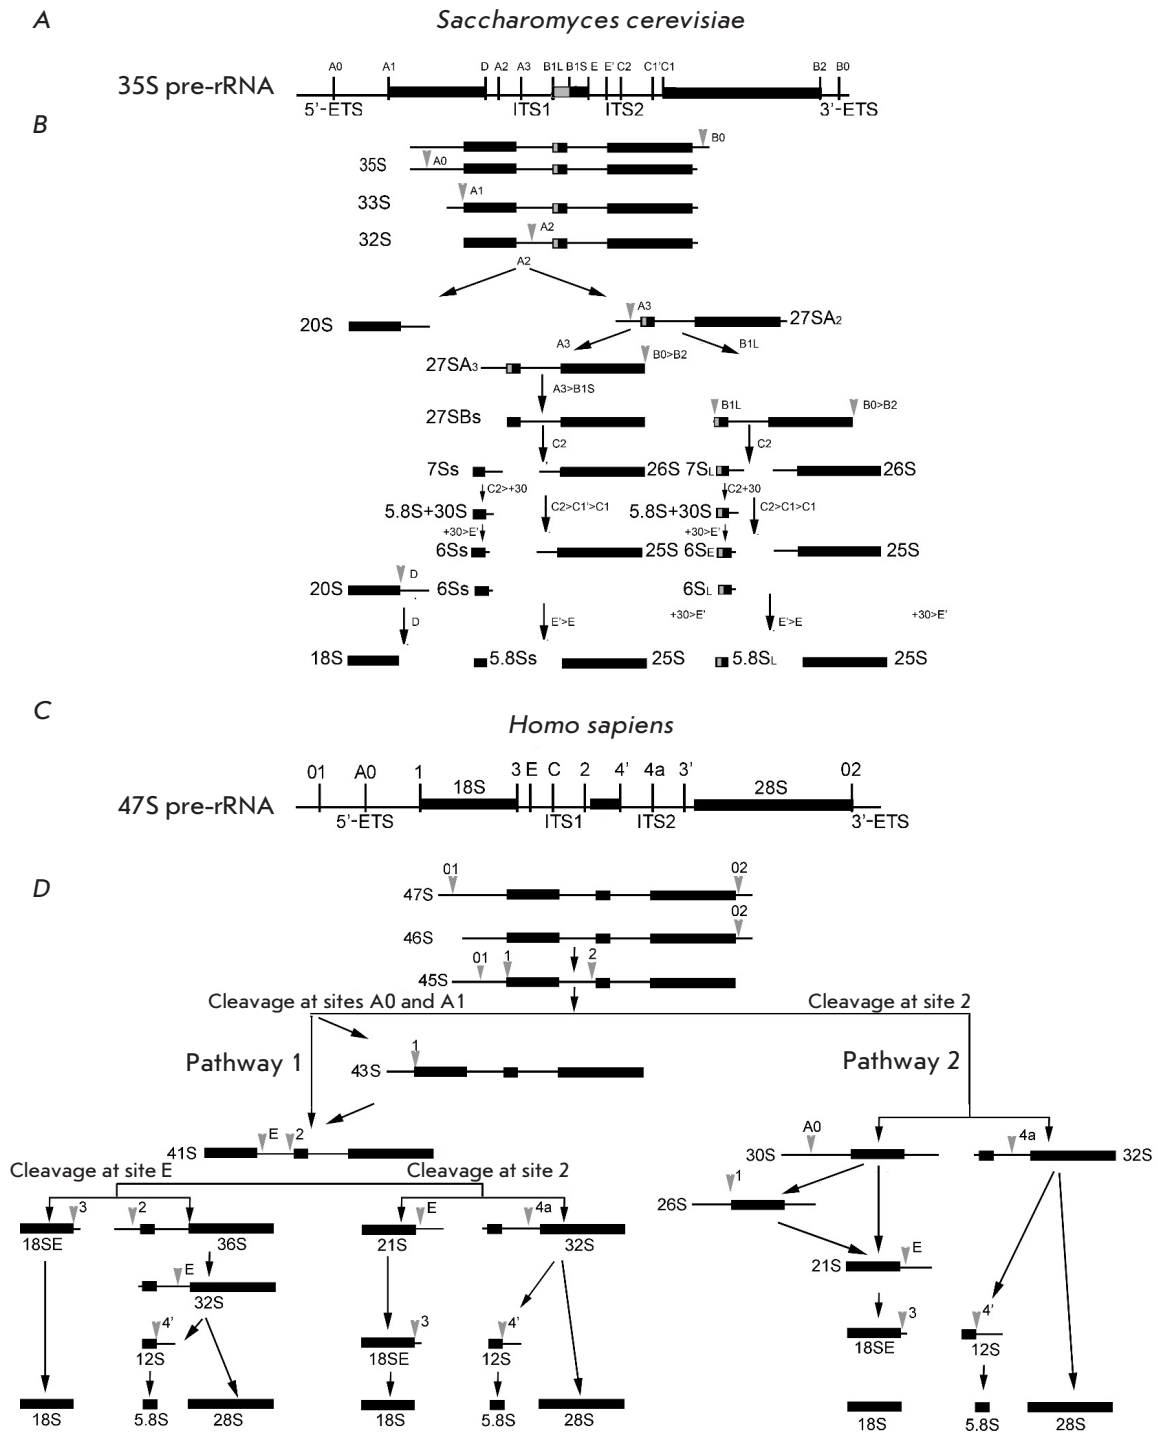 A
Saccharomyces cerevisiae
A0 A1 D A2 A3 B1L B1S E E' C2 C1'C1 B2 B0
35S pre-rRNA
5'-ETS ITS1 ITS2 3'-ETS
B
B0
35S A0
33S A1
32S A2
A2
20S A3 27SA2
A3 B1L
27SA3 B0>B2
A3>B1S
27SBs B1L B0>B2
C2 C2
7Ss 26S 7SL 26S
C2>+30 C2+30
5.8S+30S C2>C1'>C1 5.8S+30S C2>C1>C1
+30>E' +30>E'
6Ss 25S 6SE 25S
20S D 6Ss 6SL
D E'>E +30>E' E'>E +30>E'
18S 5.8Ss 25S 5.8SL 25S
C
Homo sapiens
01 A0 1 18S 3 E C 2 4' 4a 3' 28S 02
47S pre-rRNA
5'-ETS ITS1 ITS2 3'-ETS
D
01 02
47S
02
46S
01 1 2
45S
Cleavage at sites A0 and A1 Cleavage at site 2
Pathway 1 1 Pathway 2
43S
A0 4a
41S E 2 30S 32S
Cleavage at site E Cleavage at site 2
1
26S
3 2 E 4a
18SE 36S 21S 32S
E 21S E
32S
4' 3 4' 3 4'
12S 18SE 12S 18SE 12S
18S 5.8S 28S 18S 5.8S 28S 18S 5.8S 28S